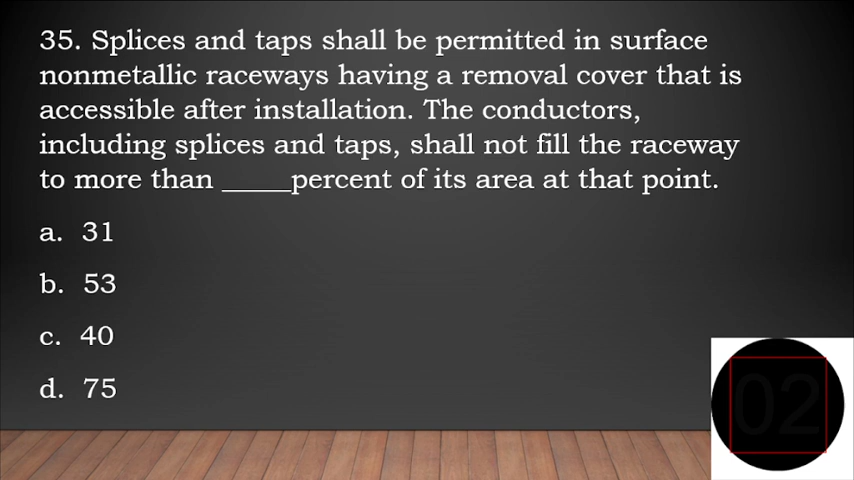 35. Splices and taps shall be permitted in surface
nonmetallic raceways having a removal cover that is
accessible after installation. The conductors,
including splices and taps, shall not fill the raceway
to more than _____percent of its area at that point.
a. 31
b. 53
c. 40
d. 75
02